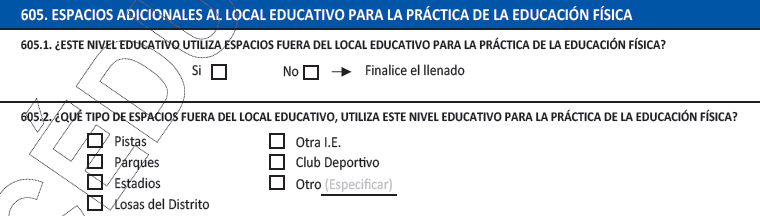 605. ESPACIOS ADICIONALES AL LOCAL EDUCATIVO PARA LA PRÁCTICA DE LA EDUCACIÓN FÍSICA
605.1. ¿ESTE NIVEL EDUCATIVO UTILIZA ESPACIOS FUERA DEL LOCAL EDUCATIVO PARA LA PRÁCTICA DE LA EDUCACIÓN FÍSICA?
Si No → Finalice el llenado
605.2. ¿QUÉ TIPO DE ESPACIOS FUERA DEL LOCAL EDUCATIVO, UTILIZA ESTE NIVEL EDUCATIVO PARA LA PRÁCTICA DE LA EDUCACIÓN FÍSICA?
Pistas
Parques
Estadios
Losas del Distrito
Otra I.E.
Club Deportivo
Otro (Especificar)